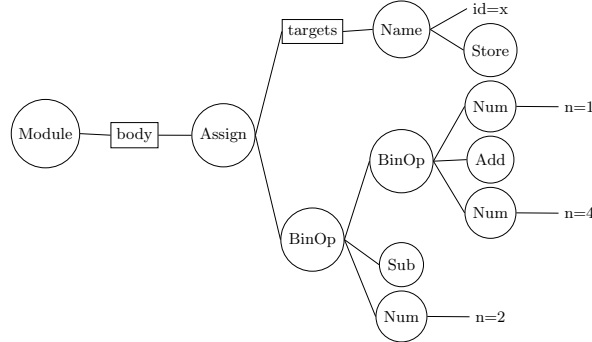 id=x
targets
Name
Store
Num
n=1
Module
body
Assign
BinOp
Add
Num
n=4
BinOp
Sub
Num
n=2